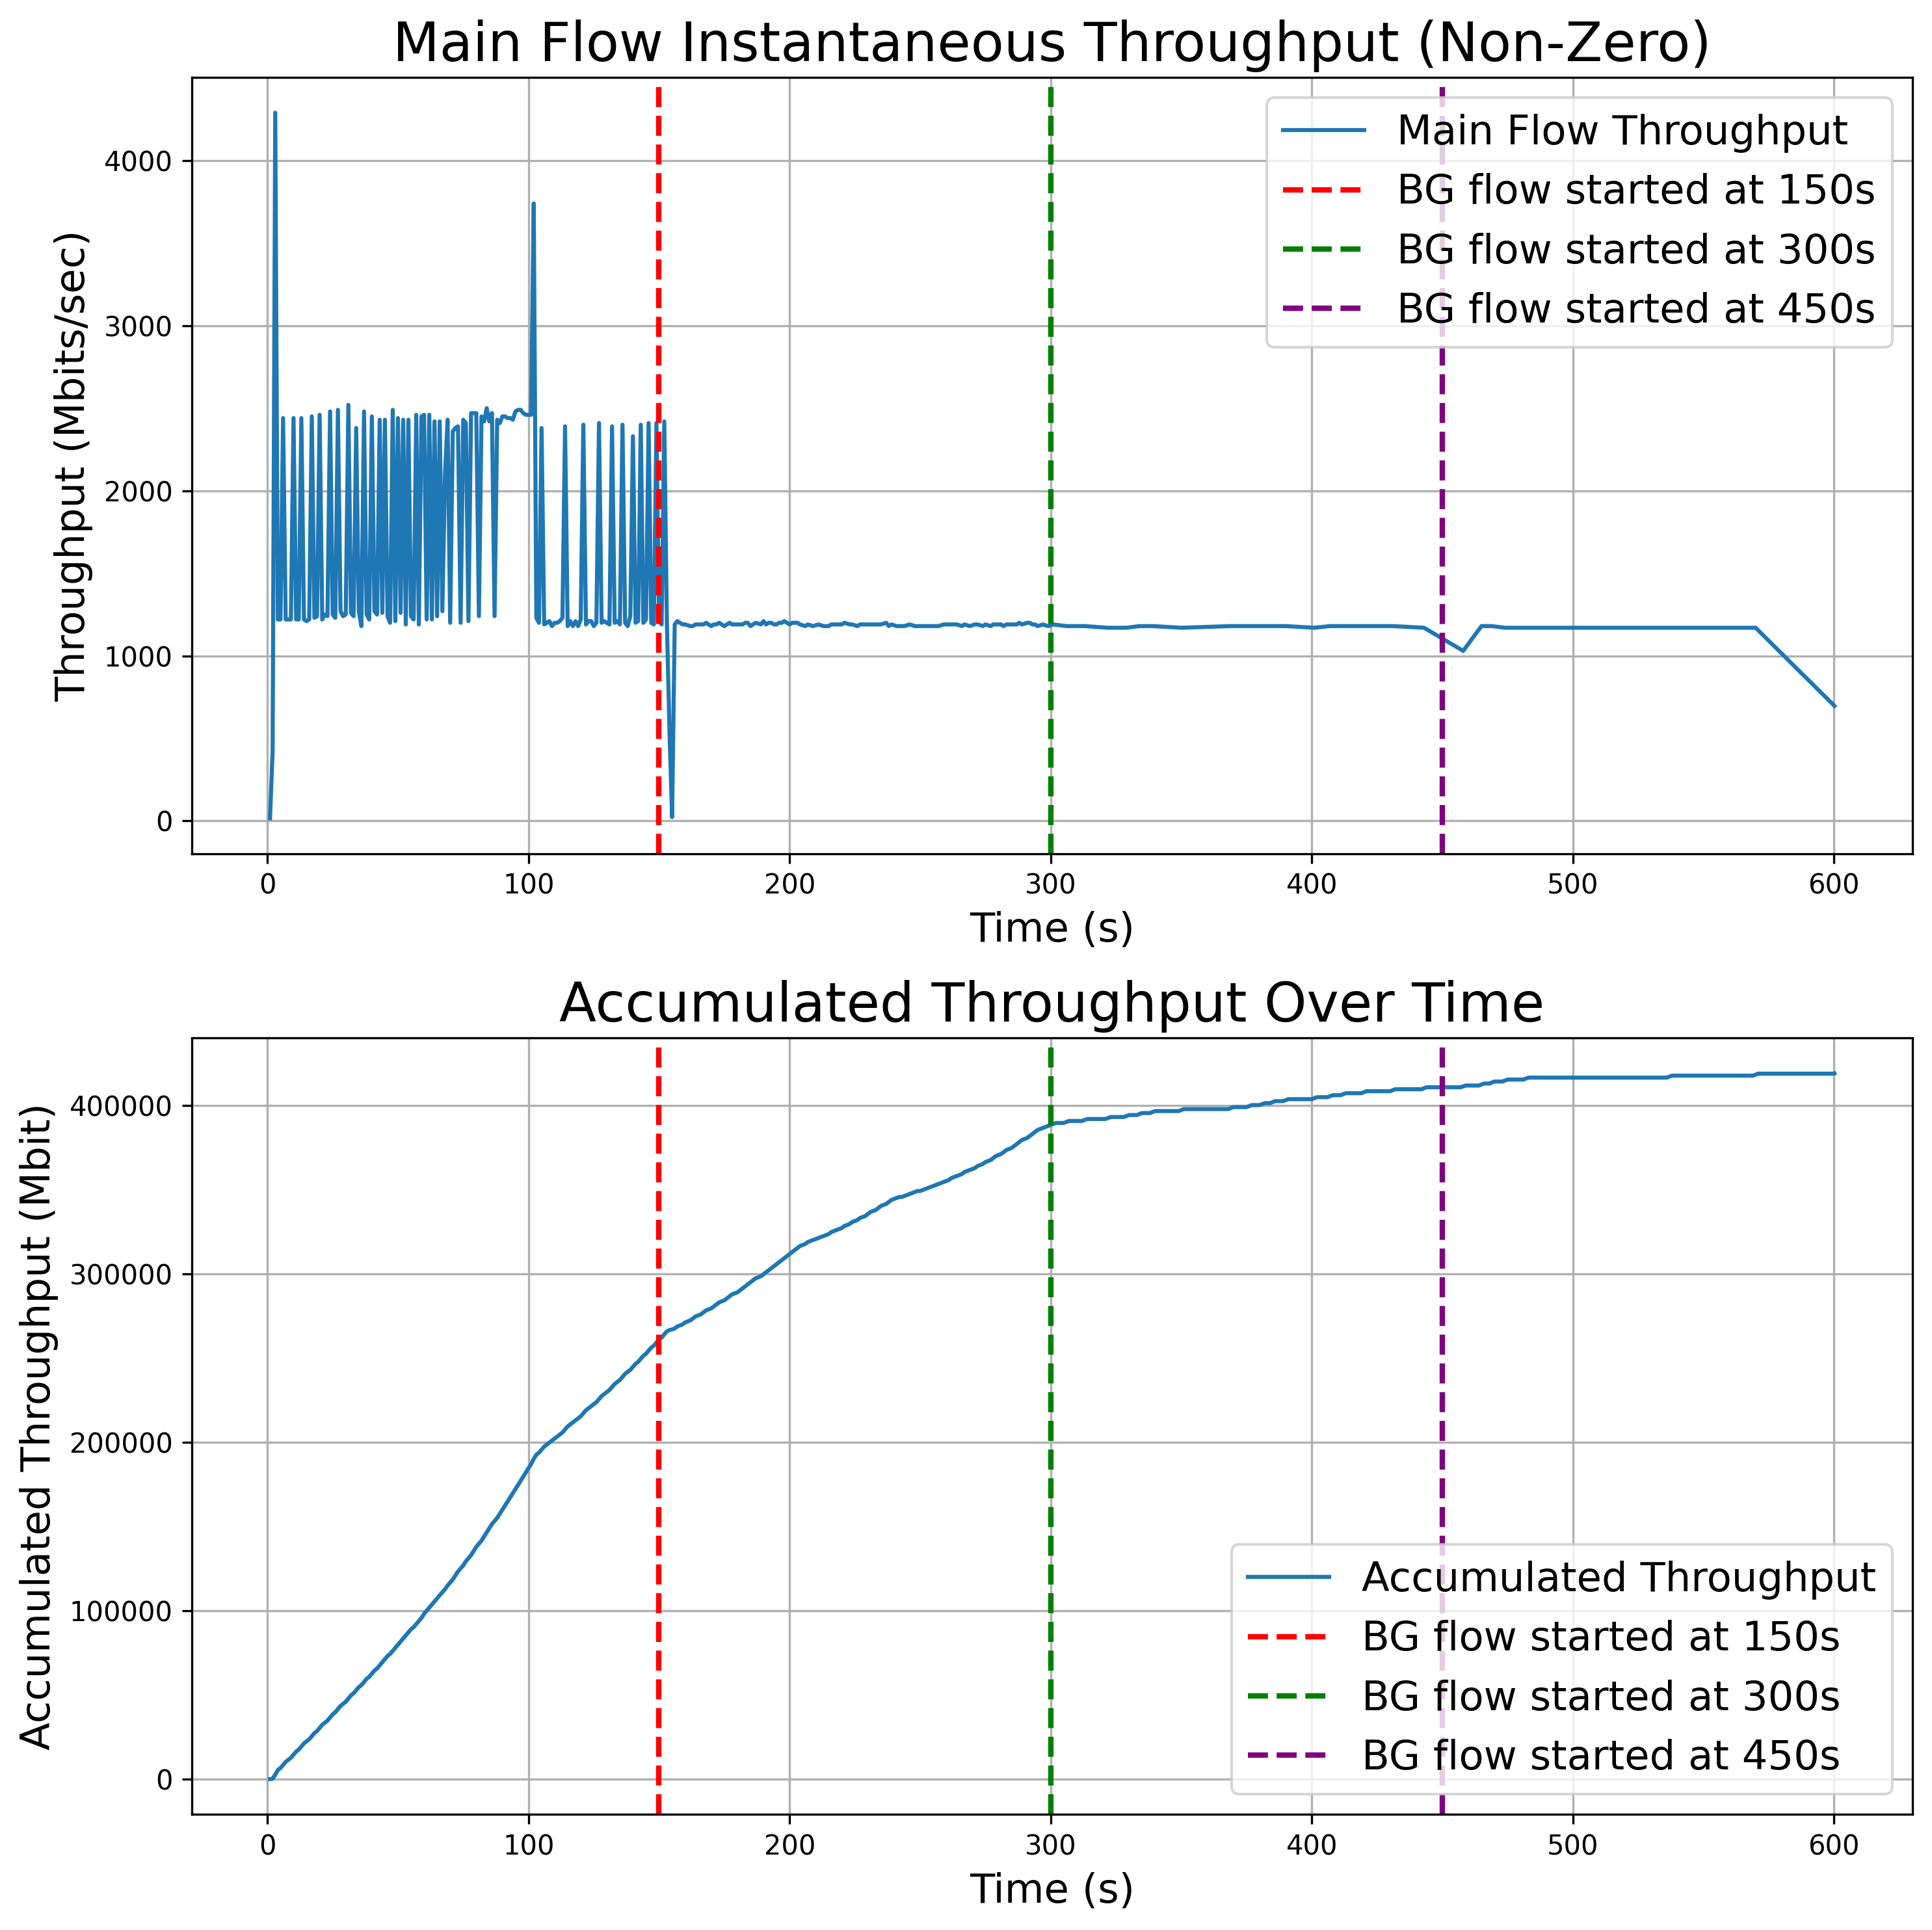 Main Flow Instantaneous Throughput (Non-Zero)
Throughput (Mbits/sec)
4000
3000
2000
1000
0
Main Flow Throughput
BG flow started at 150s
BG flow started at 300s
BG flow started at 450s
0 100 200 300 400 500 600
Time (s)
Accumulated Throughput Over Time
Accumulated Throughput (Mbit)
400000
300000
200000
100000
0
Accumulated Throughput
BG flow started at 150s
BG flow started at 300s
BG flow started at 450s
0 100 200 300 400 500 600
Time (s)